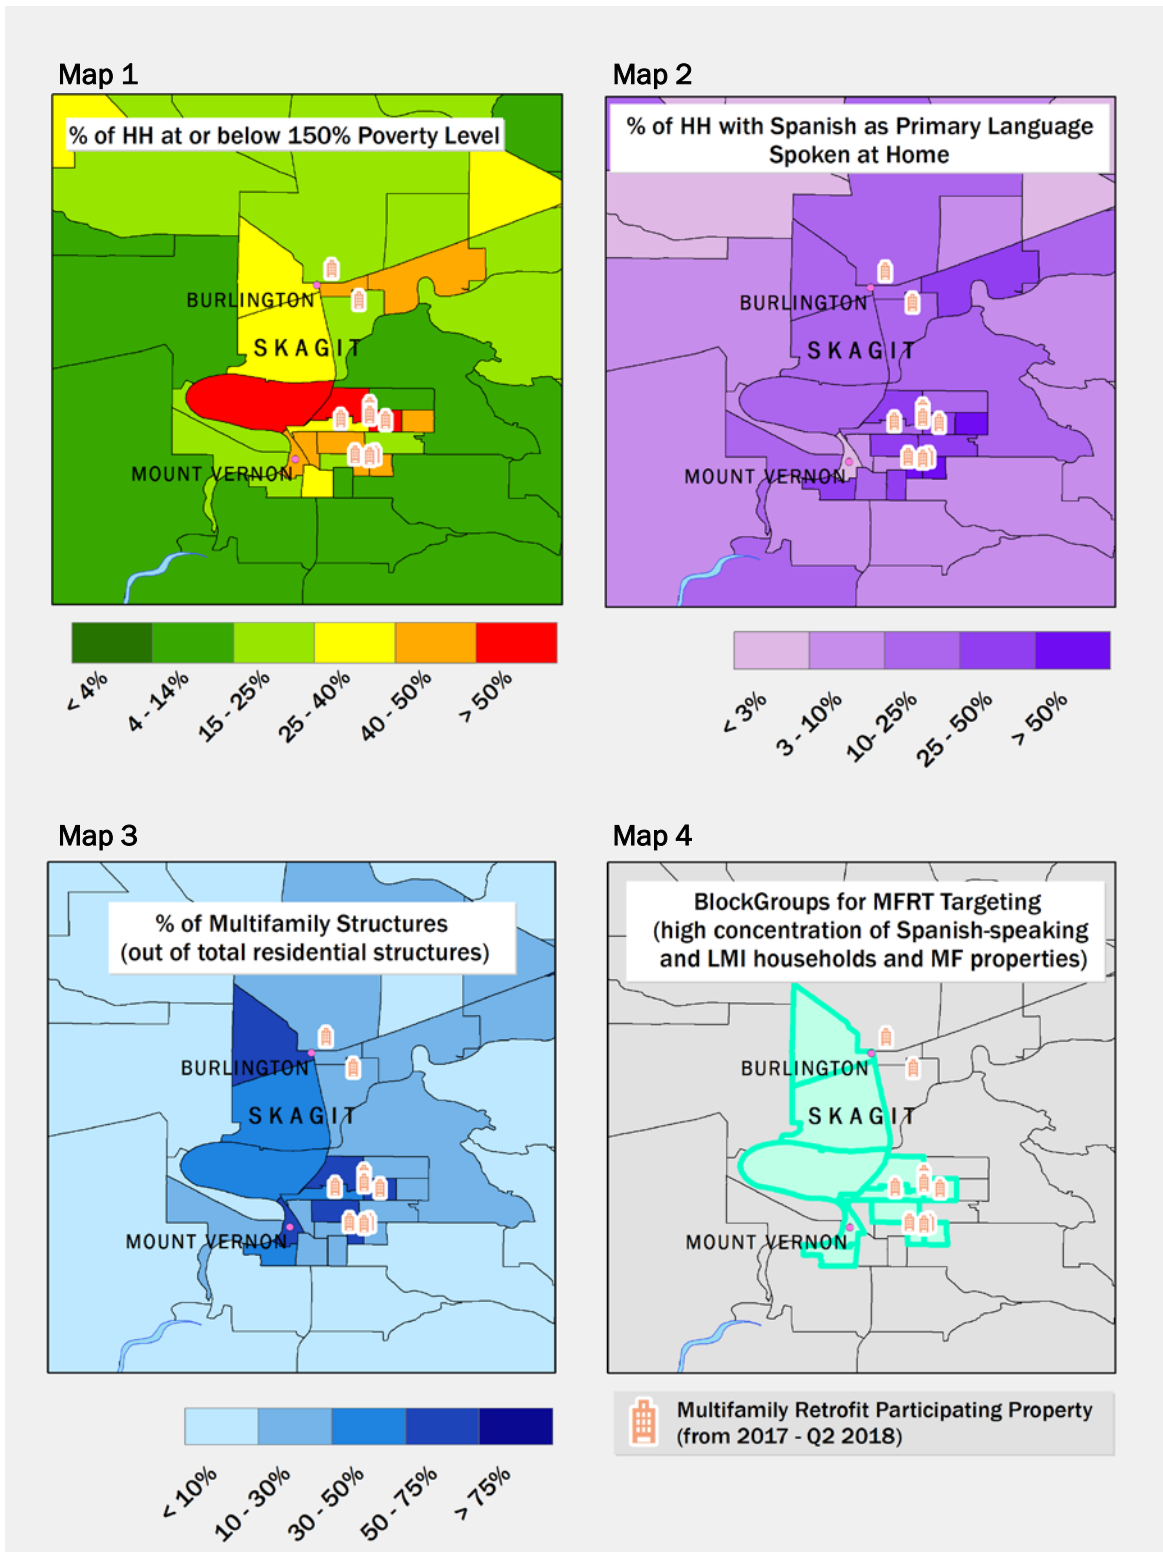 Map 1
% of HH at or below 150% Poverty Level
BURLINGTON
SKAGIT
MOUNT VERNON
< 4%
4 - 14%
15 - 25%
25 - 40%
40 - 50%
> 50%
Map 2
% of HH with Spanish as Primary Language
Spoken at Home
BURLINGTON
SKAGIT
MOUNT VERNON
< 3%
3 - 10%
10- 25%
25 - 50%
> 50%
Map 3
% of Multifamily Structures
(out of total residential structures)
BURLINGTON
SKAGIT
MOUNT VERNON
< 10%
10 - 30%
30 - 50%
50 - 75%
> 75%
Map 4
BlockGroups for MFRT Targeting
(high concentration of Spanish-speaking
and LMI households and MF properties)
BURLINGTON
SKAGIT
MOUNT VERNON
Multifamily Retrofit Participating Property
(from 2017 - Q2 2018)